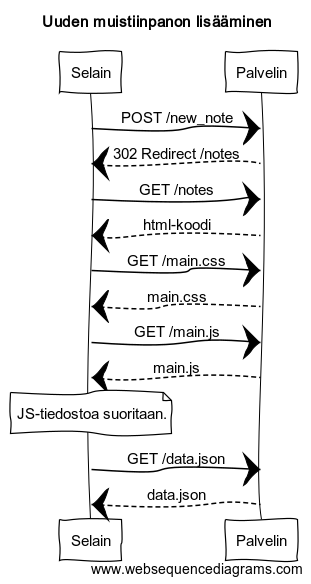 Uuden muistiinpanon lisääminen
Selain
Palvelin
POST /new_note
302 Redirect /notes
GET /notes
html-koodi
GET /main.css
main.css
GET /main.js
main.js
JS-tiedostoa suoritaan.
GET /data.json
data.json
Selain
Palvelin
www.websequencediagrams.com